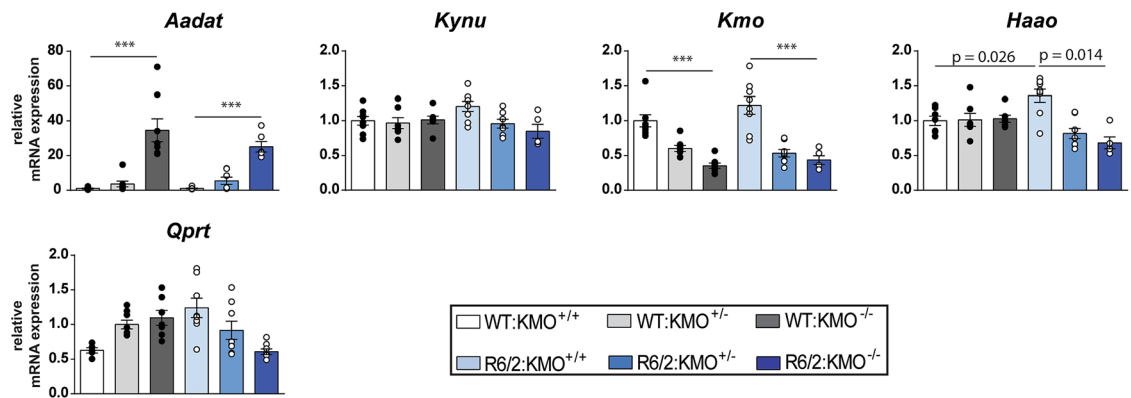 Aadat
Kynu
Kmo
Haao
relative
mRNA expression
80
60
40
20
0
***
***
2.0
1.5
1.0
0.5
0.0
2.0
1.5
1.0
0.5
0.0
***
***
2.0
1.5
1.0
0.5
0.0
p = 0.026
p = 0.014
Qprt
relative
mRNA expression
2.0
1.5
1.0
0.5
0.0
WT:KMO+/+ WT:KMO+/- WT:KMO-/-
R6/2:KMO+/+ R6/2:KMO+/- R6/2:KMO-/-